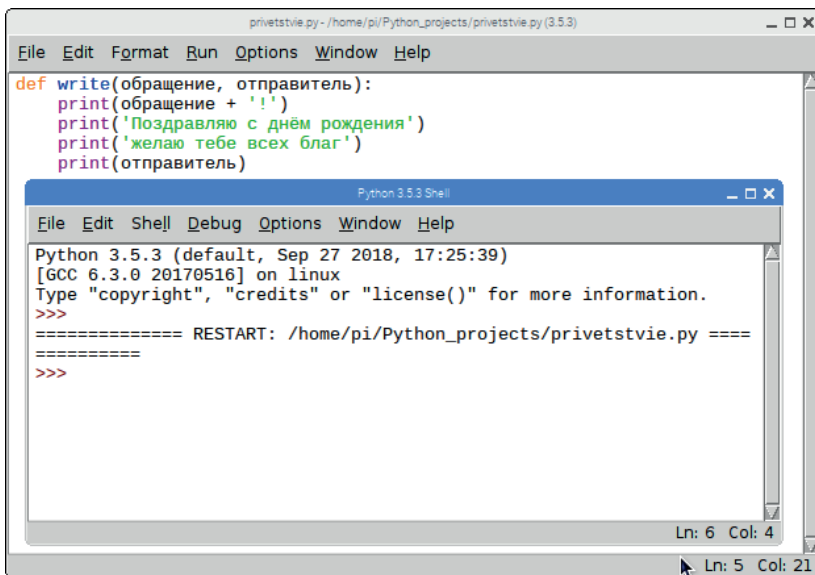 privetstvie.py - /home/pi/Python_projects/privetstvie.py (3.5.3)
File Edit Format Run Options Window Help
def write(обращение, отправитель):
    print(обращение + '!')
    print('Поздравляю с днём рождения')
    print('желаю тебе всех благ')
    print(отправитель)
Python 3.5.3 Shell
File Edit Shell Debug Options Window Help
Python 3.5.3 (default, Sep 27 2018, 17:25:39)
[GCC 6.3.0 20170516] on linux
Type "copyright", "credits" or "license()" for more information.
>>>
============== RESTART: /home/pi/Python_projects/privetstvie.py ====
==========
>>>
Ln: 6 Col: 4
Ln: 5 Col: 21